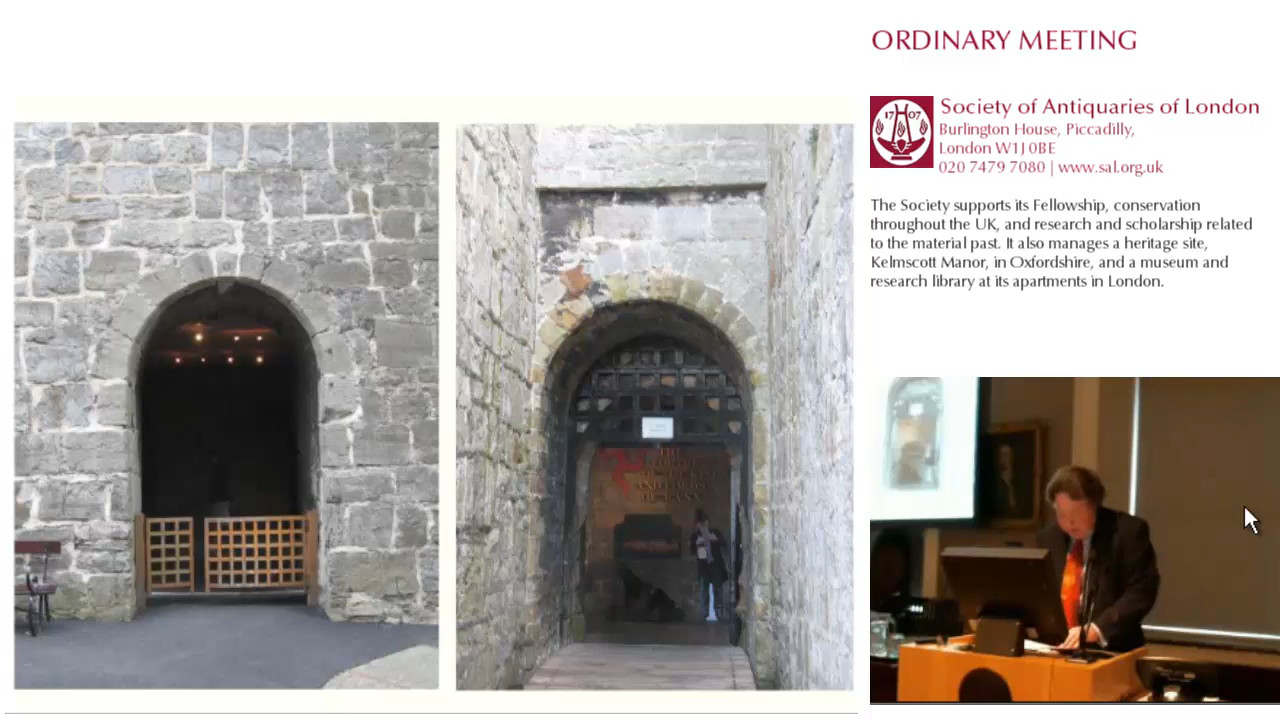 ORDINARY MEETING
1707
Society of Antiquaries of London
Burlington House, Piccadilly,
London W1J 0BE
020 7479 7080 | www.sal.org.uk
The Society supports its Fellowship, conservation
throughout the UK, and research and scholarship related
to the material past. It also manages a heritage site,
Kelmscott Manor, in Oxfordshire, and a museum and
research library at its apartments in London.
THE